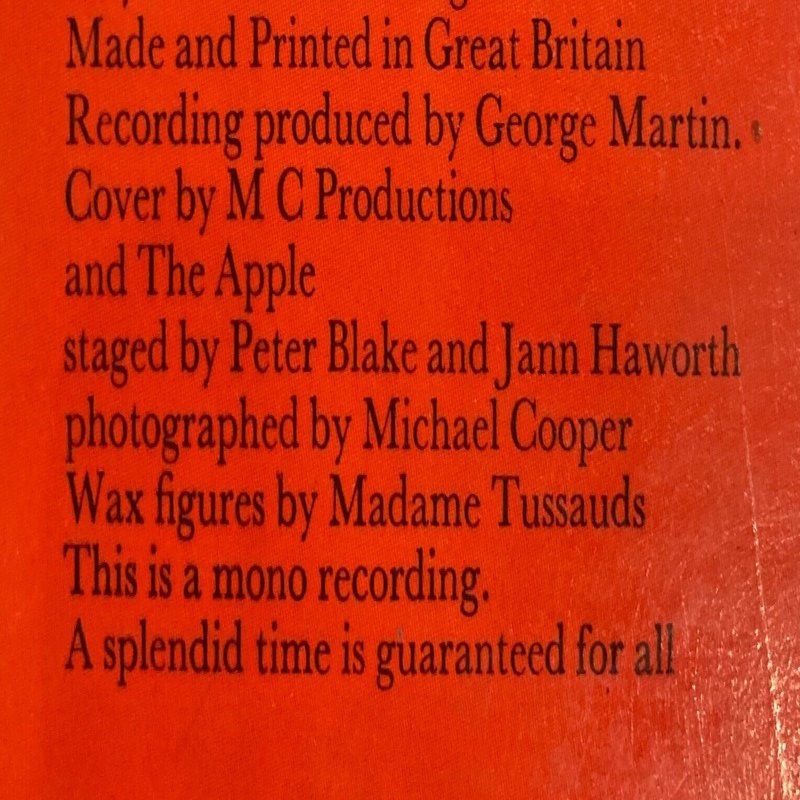 Made and Printed in Great Britain
Recording produced by George Martin.
Cover by M C Productions
and The Apple
staged by Peter Blake and Jann Haworth
photographed by Michael Cooper
Wax figures by Madame Tussauds
This is a mono recording.
A splendid time is guaranteed for all